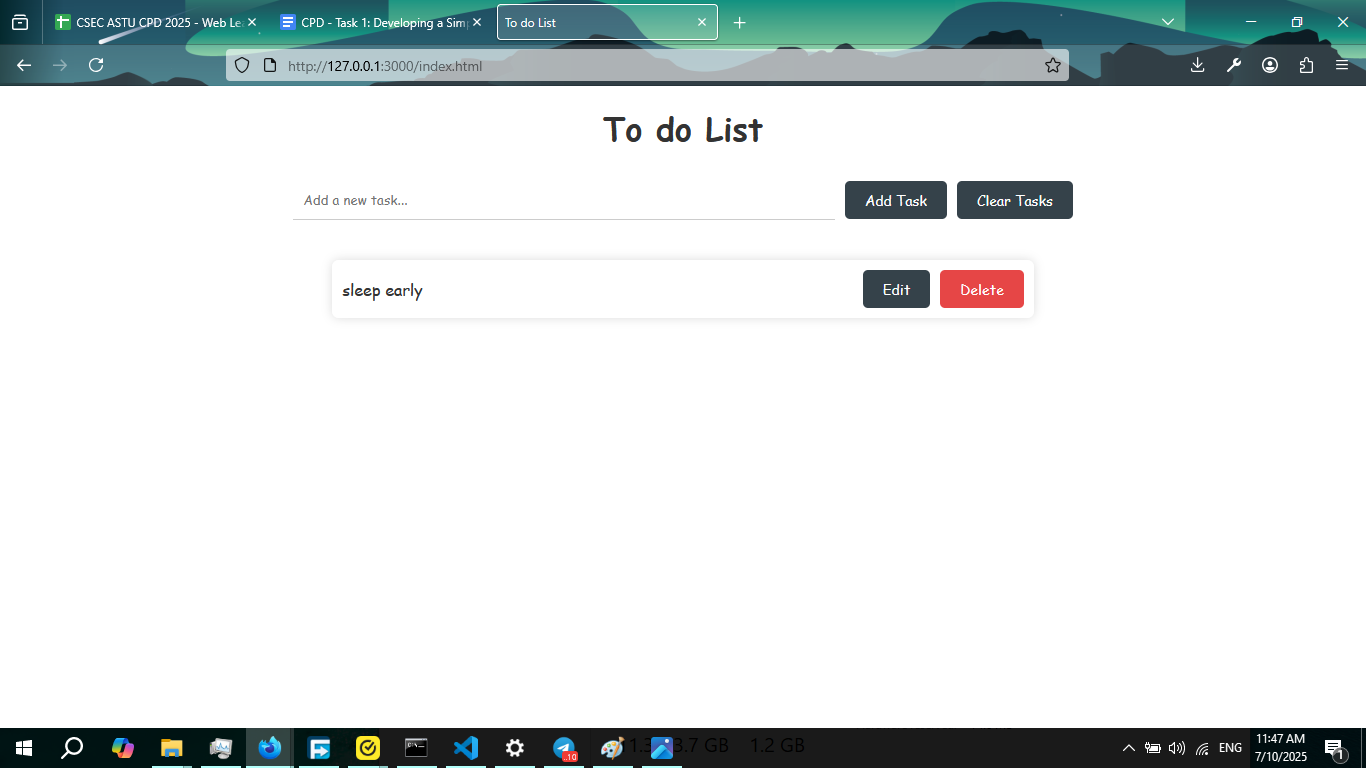 CSEC ASTU CPD 2025 - Web Le
CPD - Task 1: Developing a Sim
To do List
http://127.0.0.1:3000/index.html
To do List
Add a new task...
Add Task
Clear Tasks
sleep early
Edit
Delete
1.3 3.7 GB 1.2 GB
ENG
11:47 AM
7/10/2025
1